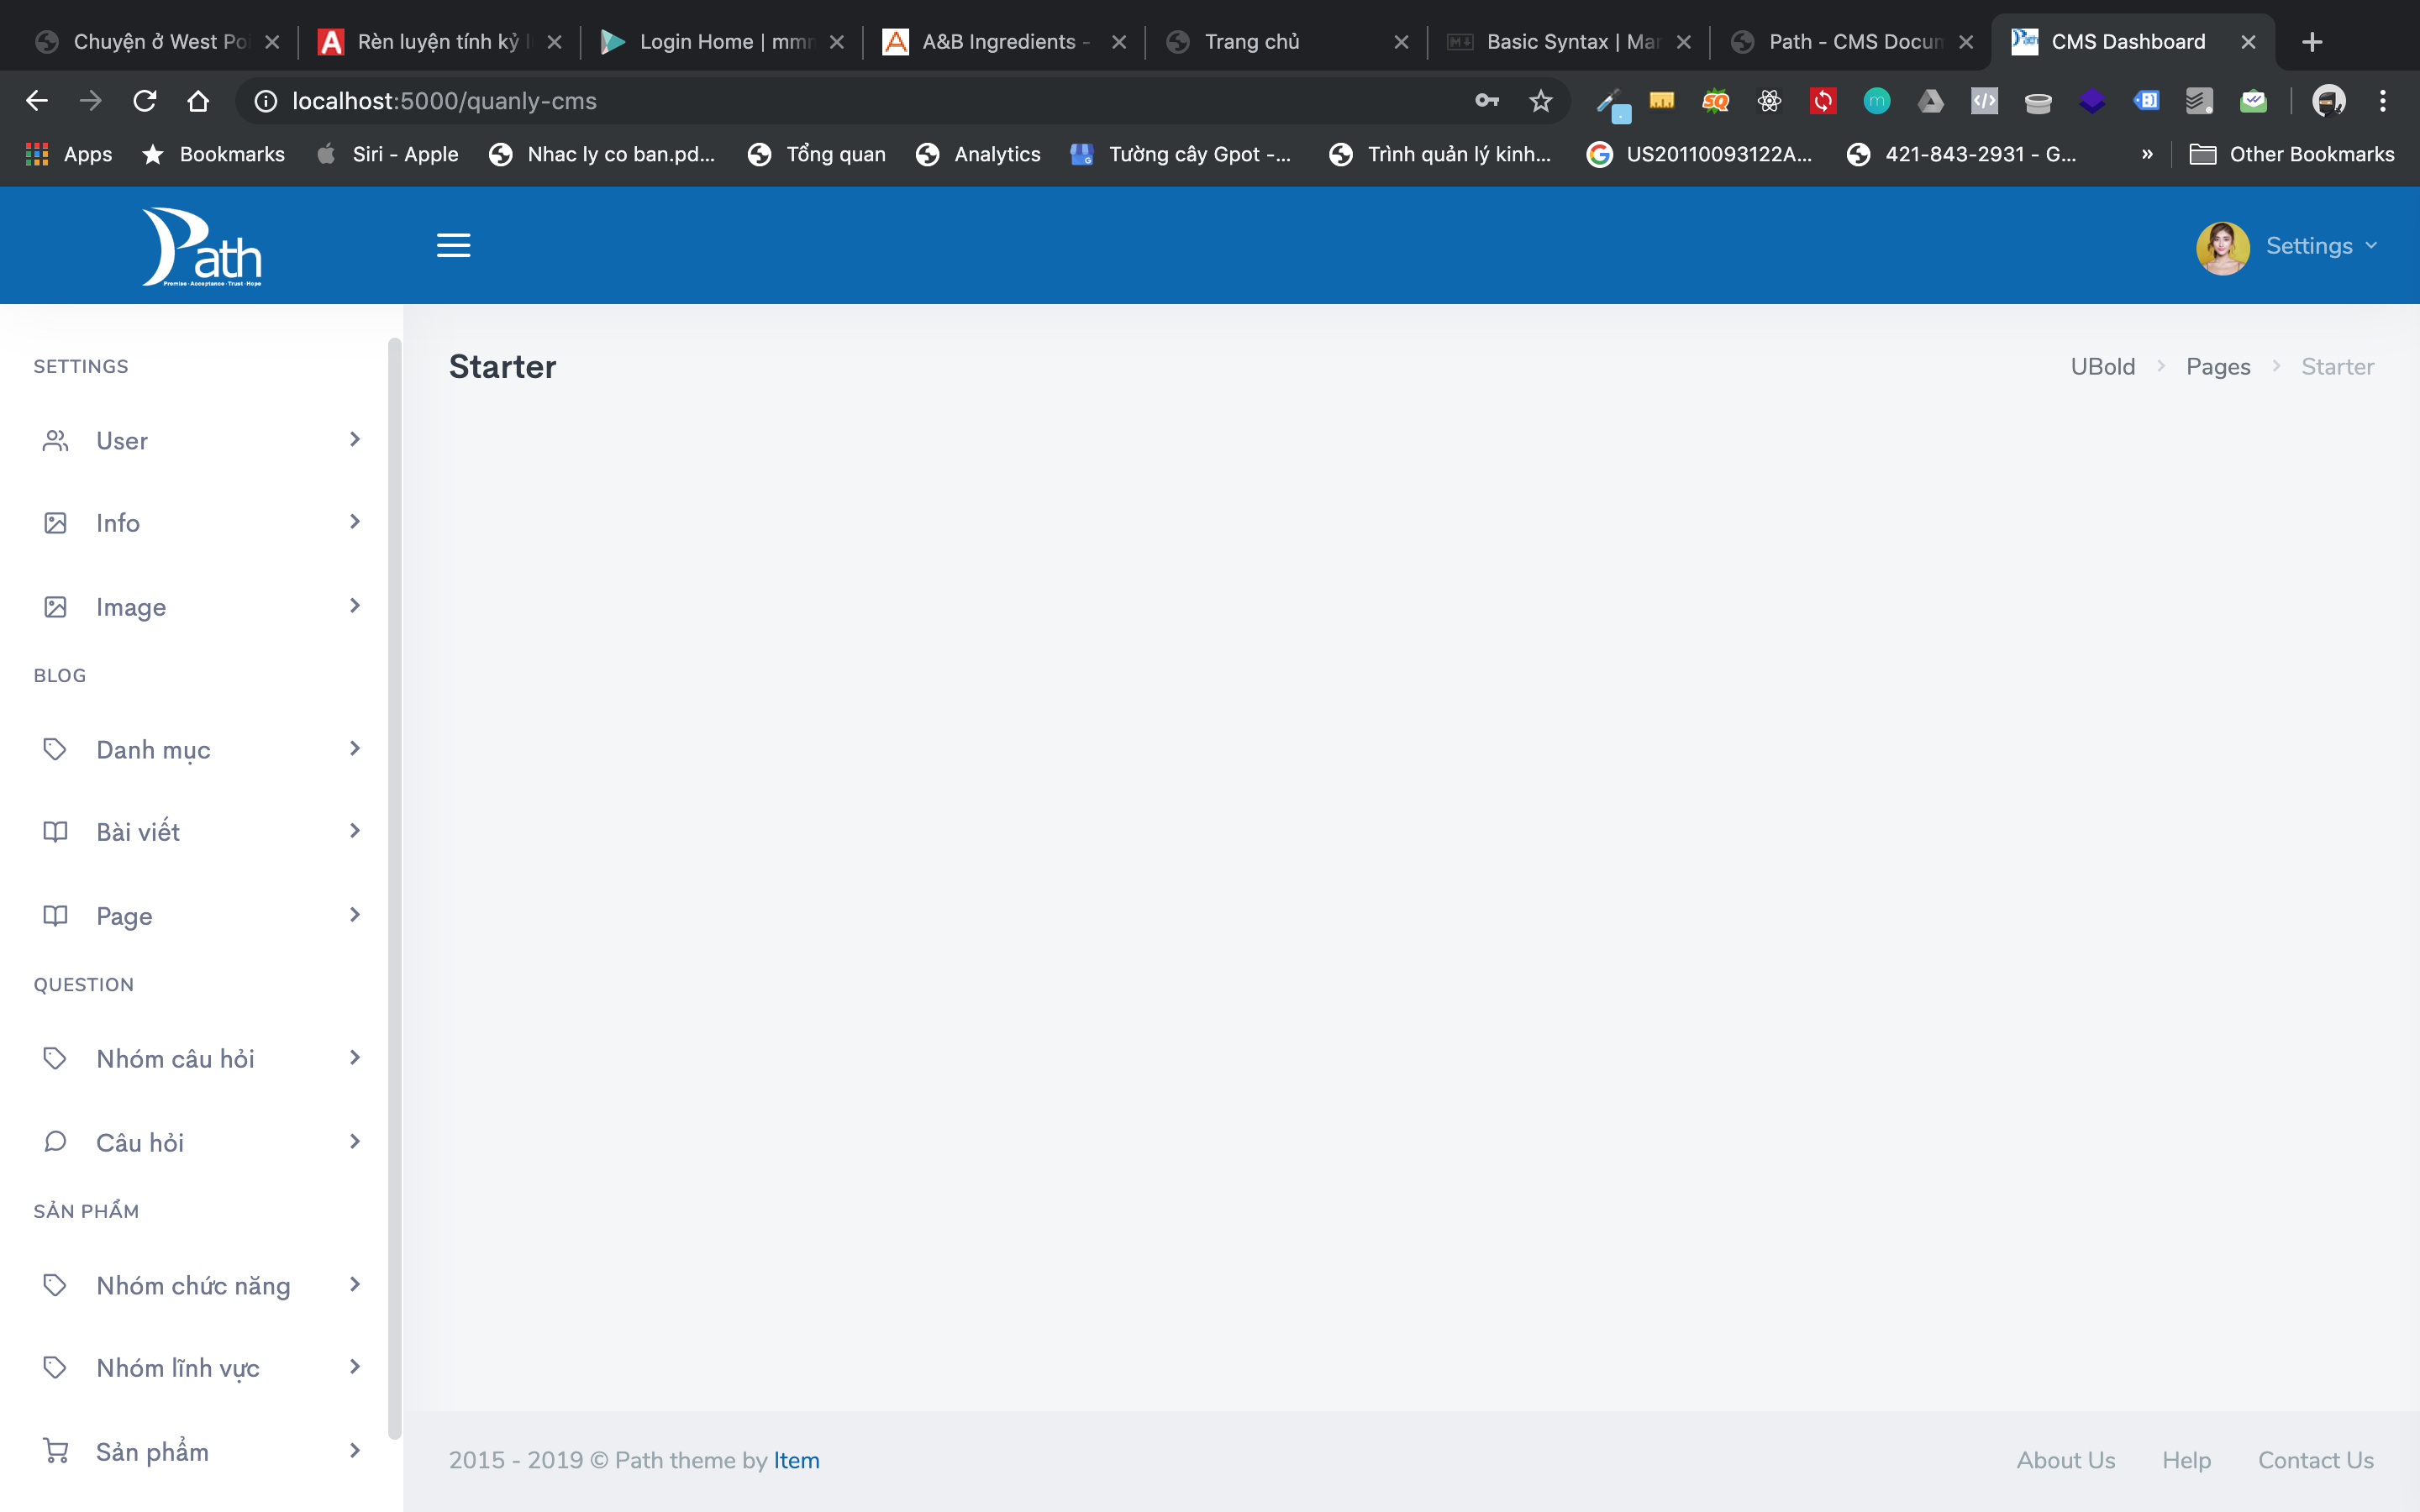 Chuyện ở West Poi
Rèn luyện tính kỷ l
Login Home | mmr
A&B Ingredients -
Trang chủ
Basic Syntax | Mar
Path - CMS Docum
CMS Dashboard
localhost:5000/quanly-cms
Apps
Bookmarks
Siri - Apple
Nhac ly co ban.pd...
Tổng quan
Analytics
Tường cây Gpot -...
Trình quản lý kinh...
US20110093122A...
421-843-2931 - G...
»
Other Bookmarks
Path
Promise · Acceptance · Trust · Hope
Settings
SETTINGS
User
Info
Image
BLOG
Danh mục
Bài viết
Page
QUESTION
Nhóm câu hỏi
Câu hỏi
SẢN PHẨM
Nhóm chức năng
Nhóm lĩnh vực
Sản phẩm
Starter
UBold > Pages > Starter
2015 - 2019 © Path theme by Item
About Us
Help
Contact Us